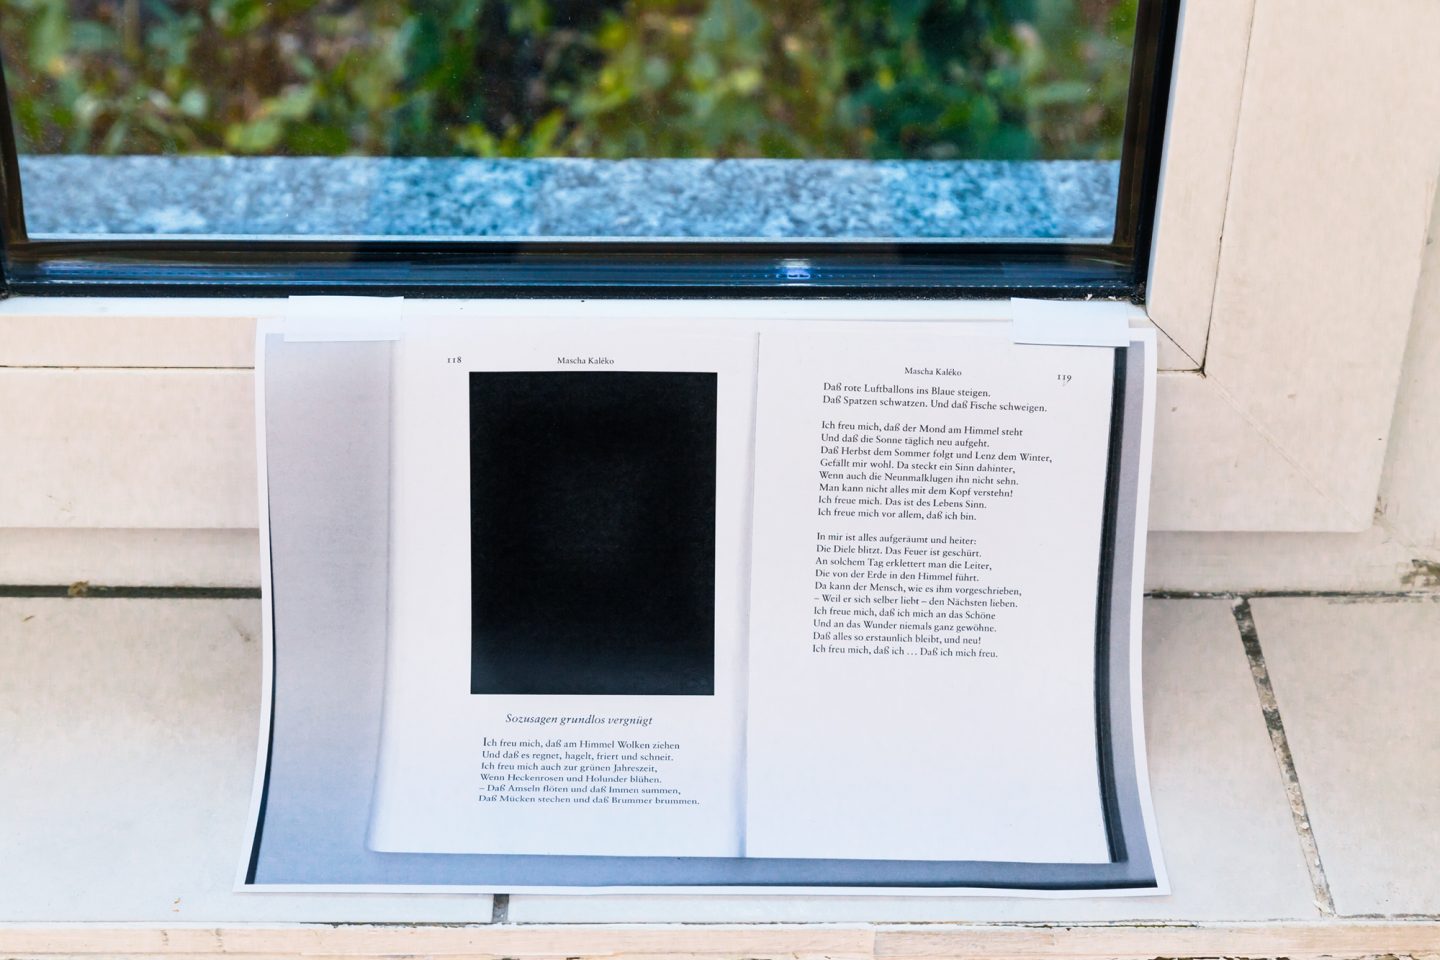 118
Mascha Kaléko
Sozusagen grundlos vergnügt
Ich freu mich, daß am Himmel Wolken ziehen
Und daß es regnet, hagelt, friert und schneit.
Ich freu mich auch zur grünen Jahreszeit,
Wenn Heckenrosen und Holunder blühen.
– Daß Amseln flöten und daß Immen summen,
Daß Mücken stechen und daß Brummer brummen.
Mascha Kaléko
119
Daß rote Luftballons ins Blaue steigen.
Daß Spatzen schwatzen. Und daß Fische schweigen.
Ich freu mich, daß der Mond am Himmel steht
Und daß die Sonne täglich neu aufgeht.
Daß Herbst dem Sommer folgt und Lenz dem Winter,
Gefällt mir wohl. Da steckt ein Sinn dahinter,
Wenn auch die Neunmalklugen ihn nicht sehn.
Man kann nicht alles mit dem Kopf verstehn!
Ich freue mich. Das ist des Lebens Sinn.
Ich freue mich vor allem, daß ich bin.
In mir ist alles aufgeräumt und heiter:
Die Diele blitzt. Das Feuer ist geschürt.
An solchem Tag erklettert man die Leiter,
Die von der Erde in den Himmel führt.
Da kann der Mensch, wie es ihm vorgeschrieben,
– Weil er sich selber liebt – den Nächsten lieben.
Ich freue mich, daß ich mich an das Schöne
Und an das Wunder niemals ganz gewöhne.
Daß alles so erstaunlich bleibt, und neu!
Ich freu mich, daß ich ... Daß ich mich freu.